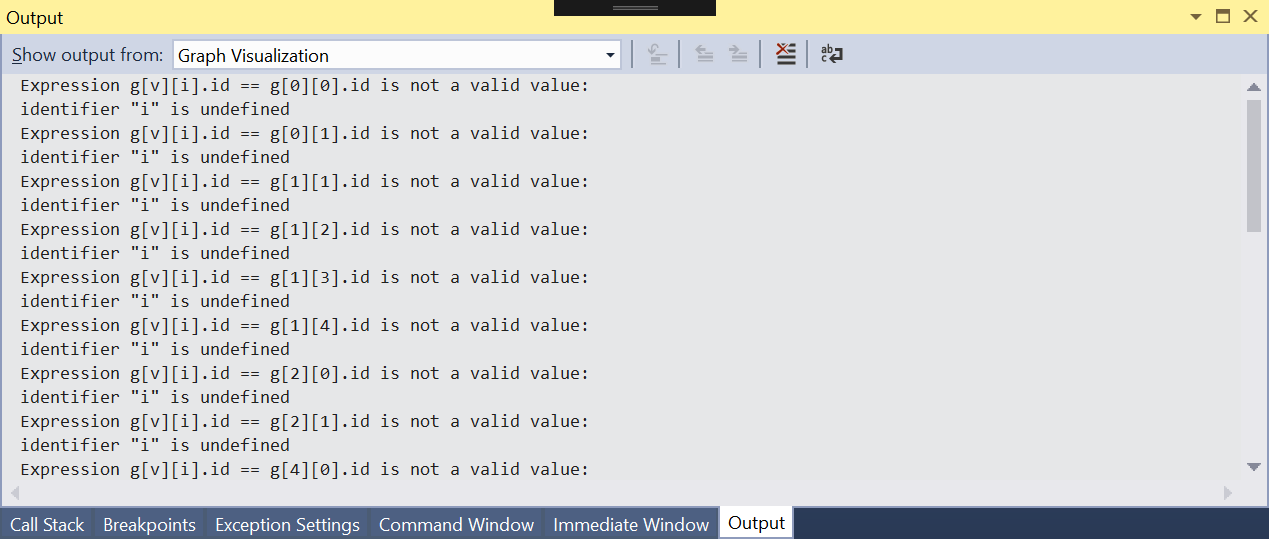 Output
Show output from: Graph Visualization
Expression g[v][i].id == g[0][0].id is not a valid value:
identifier "i" is undefined
Expression g[v][i].id == g[0][1].id is not a valid value:
identifier "i" is undefined
Expression g[v][i].id == g[1][1].id is not a valid value:
identifier "i" is undefined
Expression g[v][i].id == g[1][2].id is not a valid value:
identifier "i" is undefined
Expression g[v][i].id == g[1][3].id is not a valid value:
identifier "i" is undefined
Expression g[v][i].id == g[1][4].id is not a valid value:
identifier "i" is undefined
Expression g[v][i].id == g[2][0].id is not a valid value:
identifier "i" is undefined
Expression g[v][i].id == g[2][1].id is not a valid value:
identifier "i" is undefined
Expression g[v][i].id == g[4][0].id is not a valid value:
Call Stack Breakpoints Exception Settings Command Window Immediate Window Output